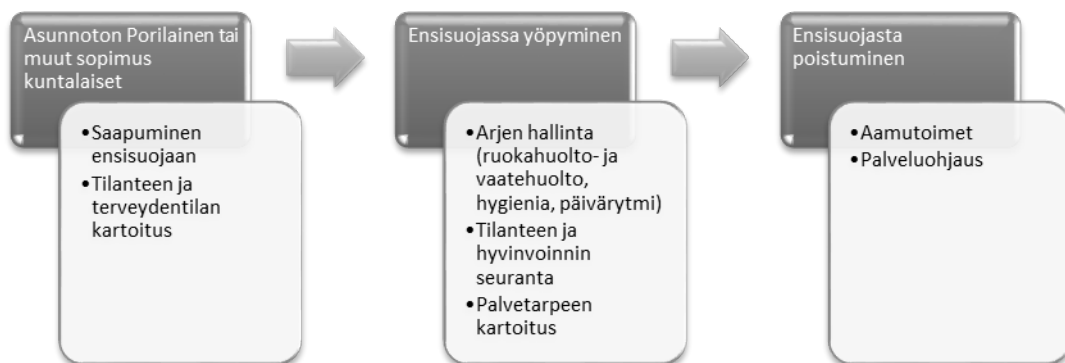 Asunnoton Porilainen tai
muut sopimus
kuntalaiset
•Saapuminen
ensisuojaan
•Tilanteen ja
terveydentilan
kartoitus
Ensisuojassa yöpyminen
•Arjen hallinta
(ruokahuolto- ja
vaatehuolto,
hygienia, päivärytmi)
•Tilanteen ja
hyvinvoinnin
seuranta
•Palvetarpeen
kartoitus
Ensisuojasta
poistuminen
•Aamutoimet
•Palveluohjaus